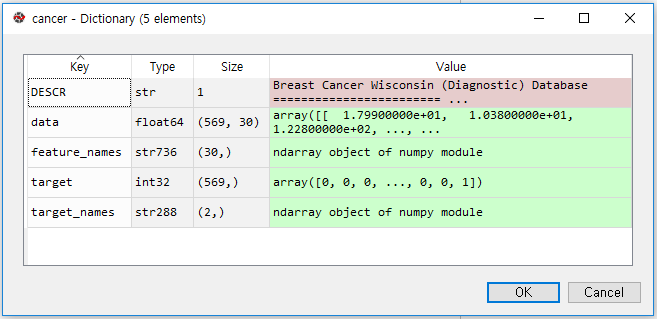 cancer - Dictionary (5 elements)
Key Type Size Value
DESCR str 1 Breast Cancer Wisconsin (Diagnostic) Database
======================== ...
data float64 (569, 30) array([[  1.79900000e+01,   1.03800000e+01,
1.22800000e+02, ..., ...
feature_names str736 (30,) ndarray object of numpy module
target int32 (569,) array([0, 0, 0, ..., 0, 0, 1])
target_names str288 (2,) ndarray object of numpy module
OK Cancel